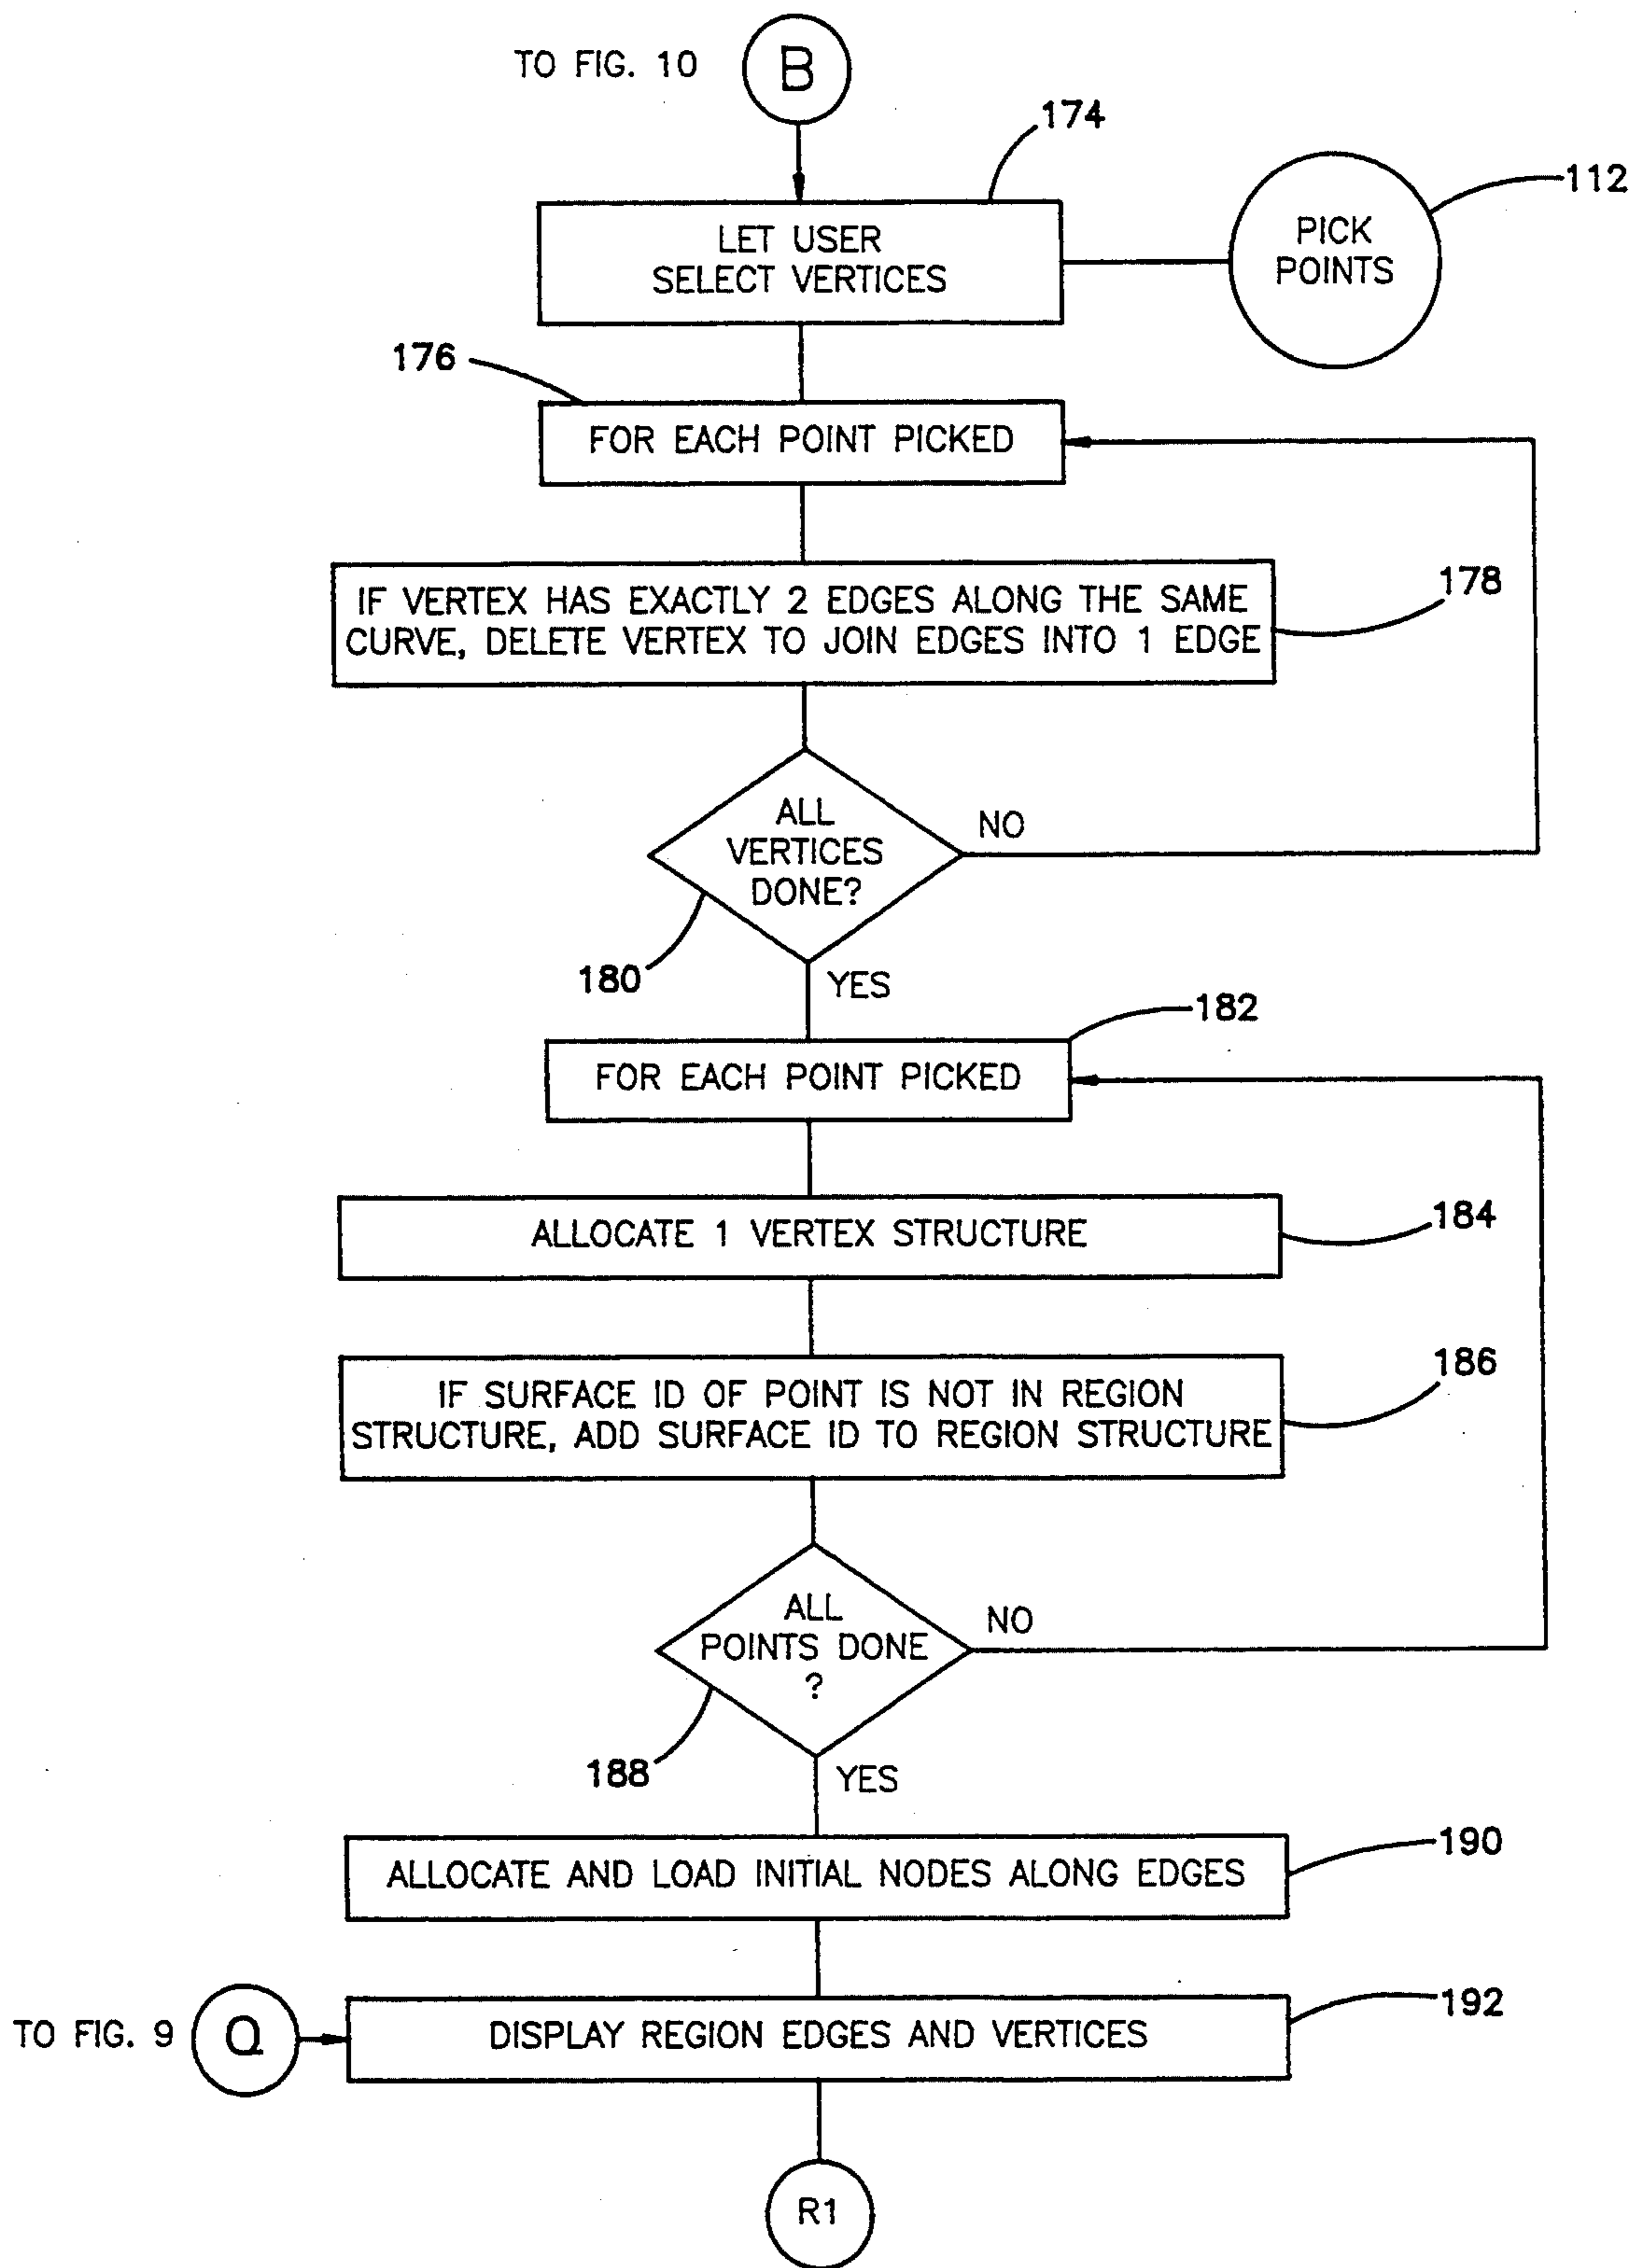 TO FIG. 10
B
174
112
LET USER
SELECT VERTICES
PICK
POINTS
176
FOR EACH POINT PICKED
178
IF VERTEX HAS EXACTLY 2 EDGES ALONG THE SAME
CURVE, DELETE VERTEX TO JOIN EDGES INTO 1 EDGE
ALL
VERTICES
DONE?
NO
180
YES
182
FOR EACH POINT PICKED
184
ALLOCATE 1 VERTEX STRUCTURE
186
IF SURFACE ID OF POINT IS NOT IN REGION
STRUCTURE, ADD SURFACE ID TO REGION STRUCTURE
ALL
POINTS DONE
?
NO
188
YES
190
ALLOCATE AND LOAD INITIAL NODES ALONG EDGES
192
TO FIG. 9
Q
DISPLAY REGION EDGES AND VERTICES
R1